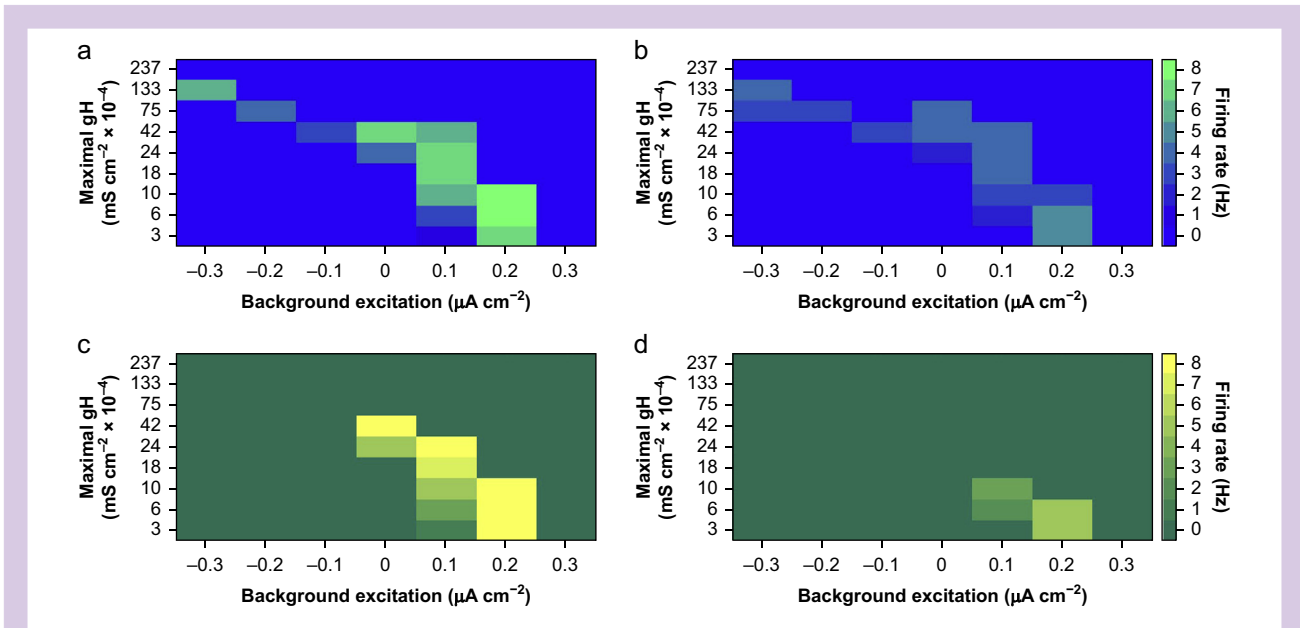 a
Maximal gH
(mS cm⁻² × 10⁻⁴)
237
133
75
42
24
18
10
6
3
–0.3 –0.2 –0.1 0 0.1 0.2 0.3
Background excitation (μA cm⁻²)
b
Maximal gH
(mS cm⁻² × 10⁻⁴)
237
133
75
42
24
18
10
6
3
–0.3 –0.2 –0.1 0 0.1 0.2 0.3
Background excitation (μA cm⁻²)
8
7
6
5
4
3
2
1
0
Firing rate (Hz)
c
Maximal gH
(mS cm⁻² × 10⁻⁴)
237
133
75
42
24
18
10
6
3
–0.3 –0.2 –0.1 0 0.1 0.2 0.3
Background excitation (μA cm⁻²)
d
Maximal gH
(mS cm⁻² × 10⁻⁴)
237
133
75
42
24
18
10
6
3
–0.3 –0.2 –0.1 0 0.1 0.2 0.3
Background excitation (μA cm⁻²)
8
7
6
5
4
3
2
1
0
Firing rate (Hz)